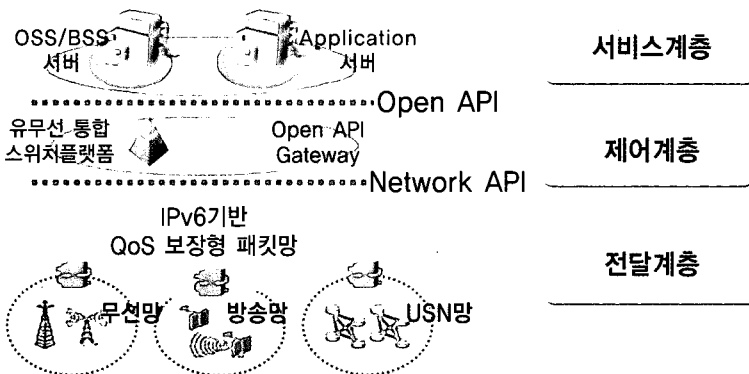 OSS/BSS
서버
Application
서버
서비스계층
Open API
유무선 통합
스위처플랫폼
Open API
Gateway
제어계층
Network API
IPv6기반
QoS 보장형 패킷망
전달계층
무선망
방송망
USN망